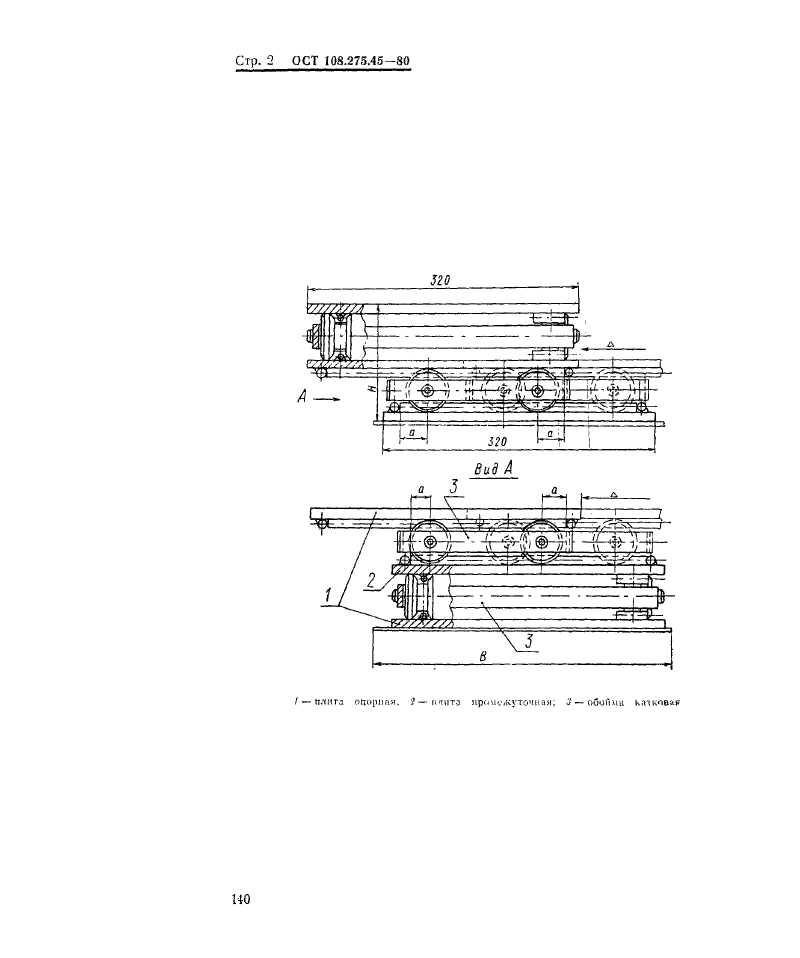 Стр. 2 ОСТ 108.275.45—80
320
Δ
А
H
a
a
320
Вид А
a
3
a
Δ
2
1
3
В
1 — плита опорная, 2 — плита промежуточная; 3 — обойма катковая
140